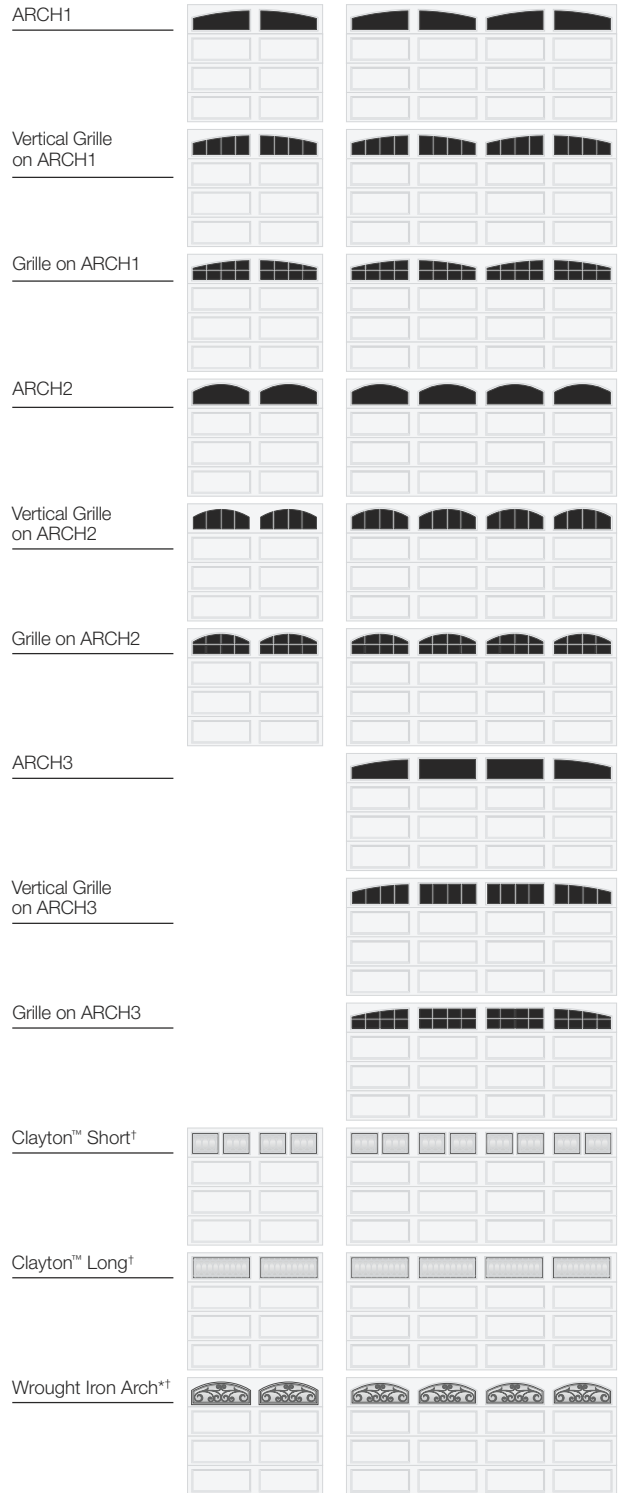 ARCH1
Vertical Grille
on ARCH1
Grille on ARCH1
ARCH2
Vertical Grille
on ARCH2
Grille on ARCH2
ARCH3
Vertical Grille
on ARCH3
Grille on ARCH3
Clayton™ Short†
Clayton™ Long†
Wrought Iron Arch*†